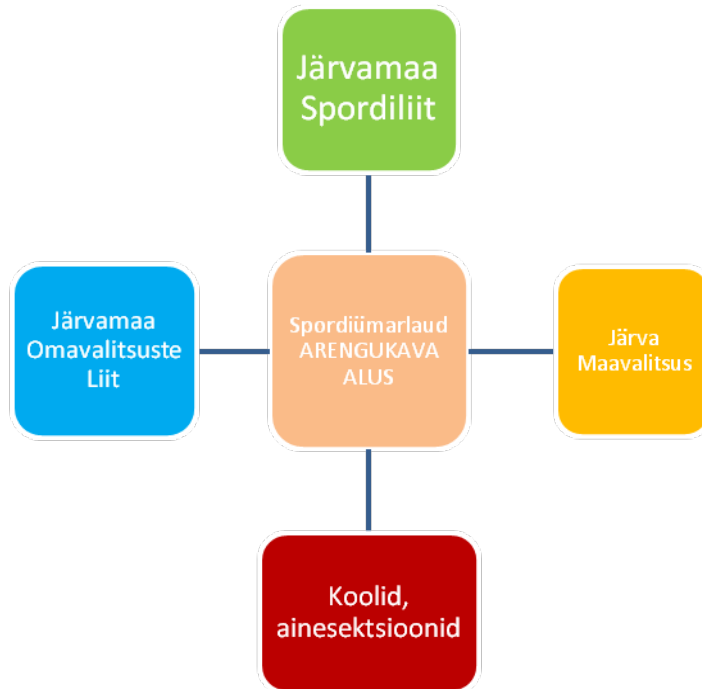 Järvamaa
Spordiliit
Järvamaa
Omavalitsuste
Liit
Spordiümarlaud
ARENGUKAVA
ALUS
Järva
Maavalitsus
Koolid,
ainesektsioonid